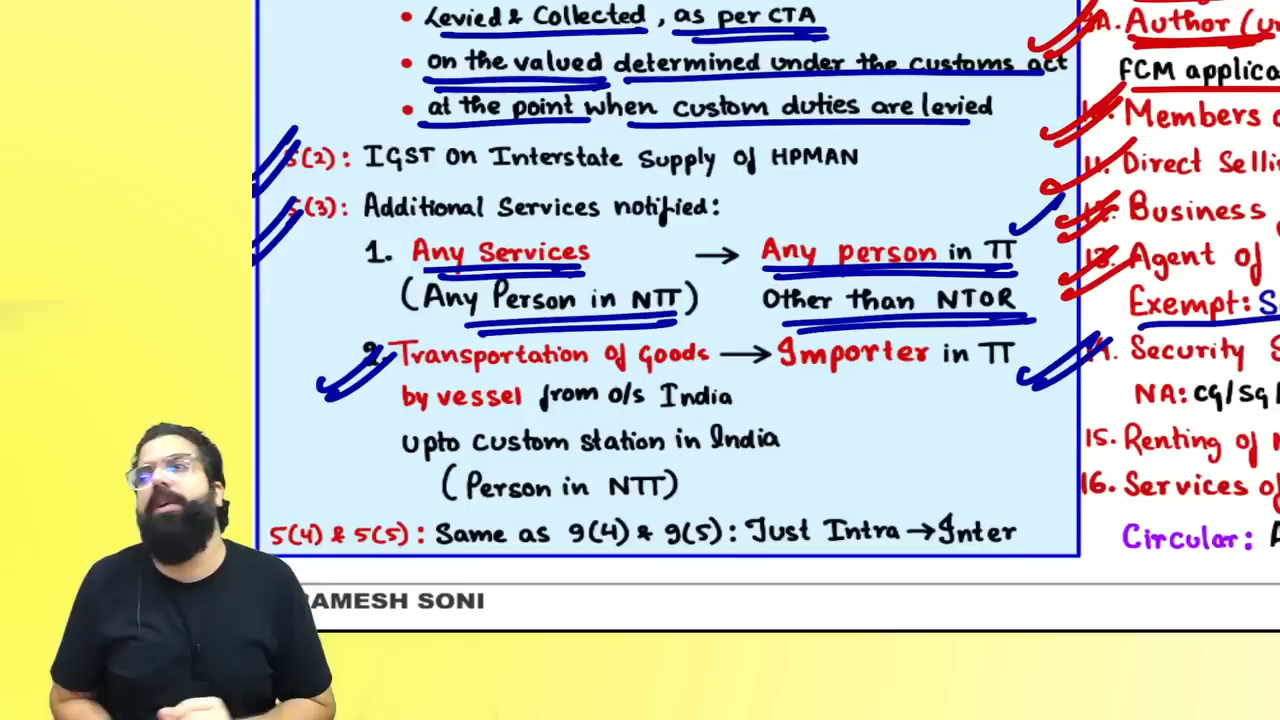 • Levied & Collected, as per CTA
• on the valued determined under the customs act
• at the point when custom duties are levied
5(2): IGST on Interstate Supply of HPMAN
5(3): Additional Services notified:
1. Any Services → Any person in TT
(Any Person in NTT) Other than NTOR
2. Transportation of Goods → Importer in TT
by vessel from o/s India
upto custom station in India
(Person in NTT)
5(4) & 5(5): Same as 9(4) & 9(5): Just Intra → Inter
AMESH SONI
A. Author
FCM
Members
11. Direct
12. Business
13. Agent of
Exempt:
14. Security
NA: CG/SG/
15. Renting of
16. Services of
Circular: